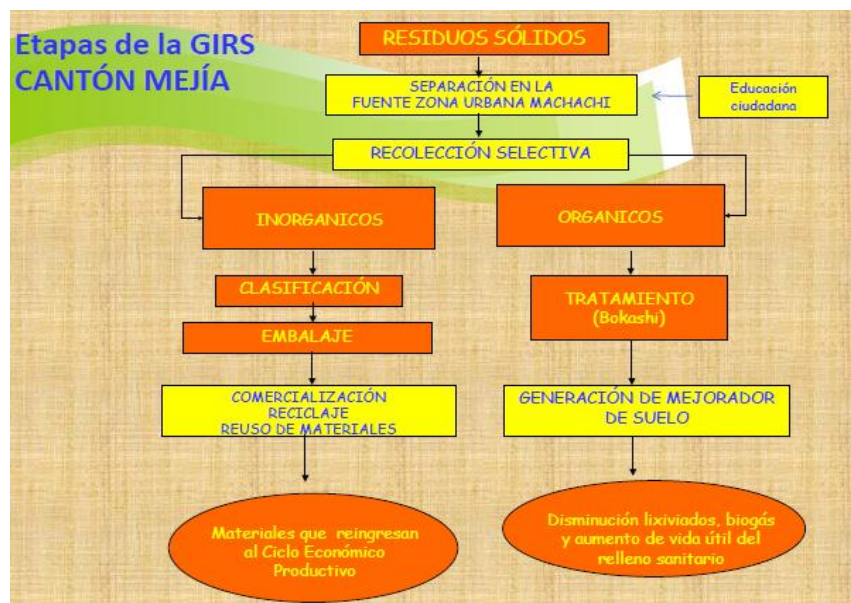 Etapas de la GIRS
CANTÓN MEJÍA
RESIDUOS SÓLIDOS
SEPARACIÓN EN LA
FUENTE ZONA URBANA MACHACHI
Educación
ciudadana
RECOLECCIÓN SELECTIVA
INORGANICOS
ORGANICOS
CLASIFICACIÓN
TRATAMIENTO
(Bokashi)
EMBALAJE
COMERCIALIZACIÓN
RECICLAJE
REUSO DE MATERIALES
GENERACIÓN DE MEJORADOR
DE SUELO
Materiales que reingresan
al Ciclo Económico
Productivo
Disminución lixiviados, biogás
y aumento de vida útil del
relleno sanitario